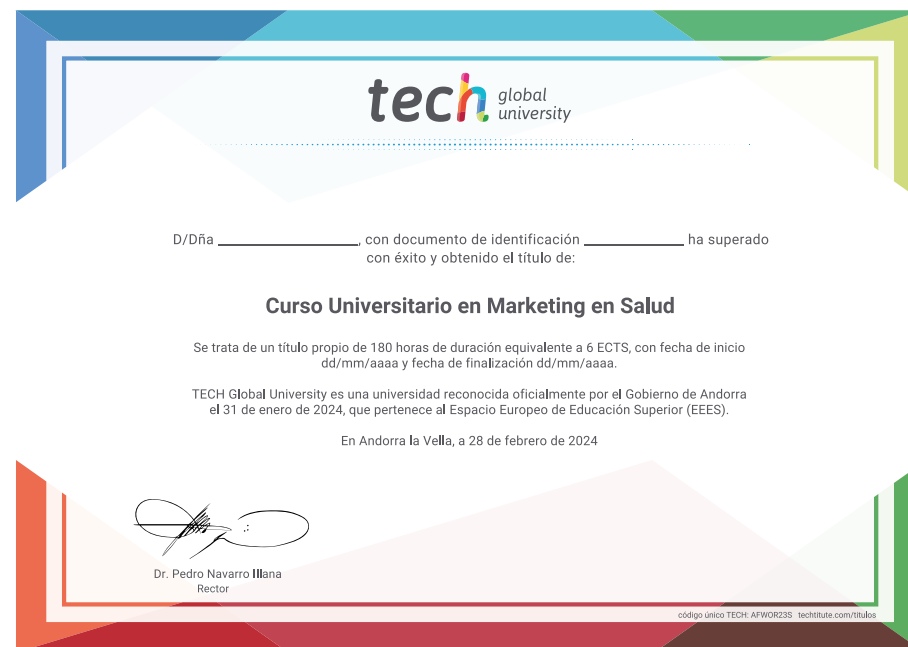 tech global
university
D/Dña ____________________, con documento de identificación ______________ ha superado
con éxito y obtenido el título de:
Curso Universitario en Marketing en Salud
Se trata de un título propio de 180 horas de duración equivalente a 6 ECTS, con fecha de inicio
dd/mm/aaaa y fecha de finalización dd/mm/aaaa.
TECH Global University es una universidad reconocida oficialmente por el Gobierno de Andorra
el 31 de enero de 2024, que pertenece al Espacio Europeo de Educación Superior (EEES).
En Andorra la Vella, a 28 de febrero de 2024
Dr. Pedro Navarro Illana
Rector
código único TECH: AFWOR23S techtitute.com/titulos